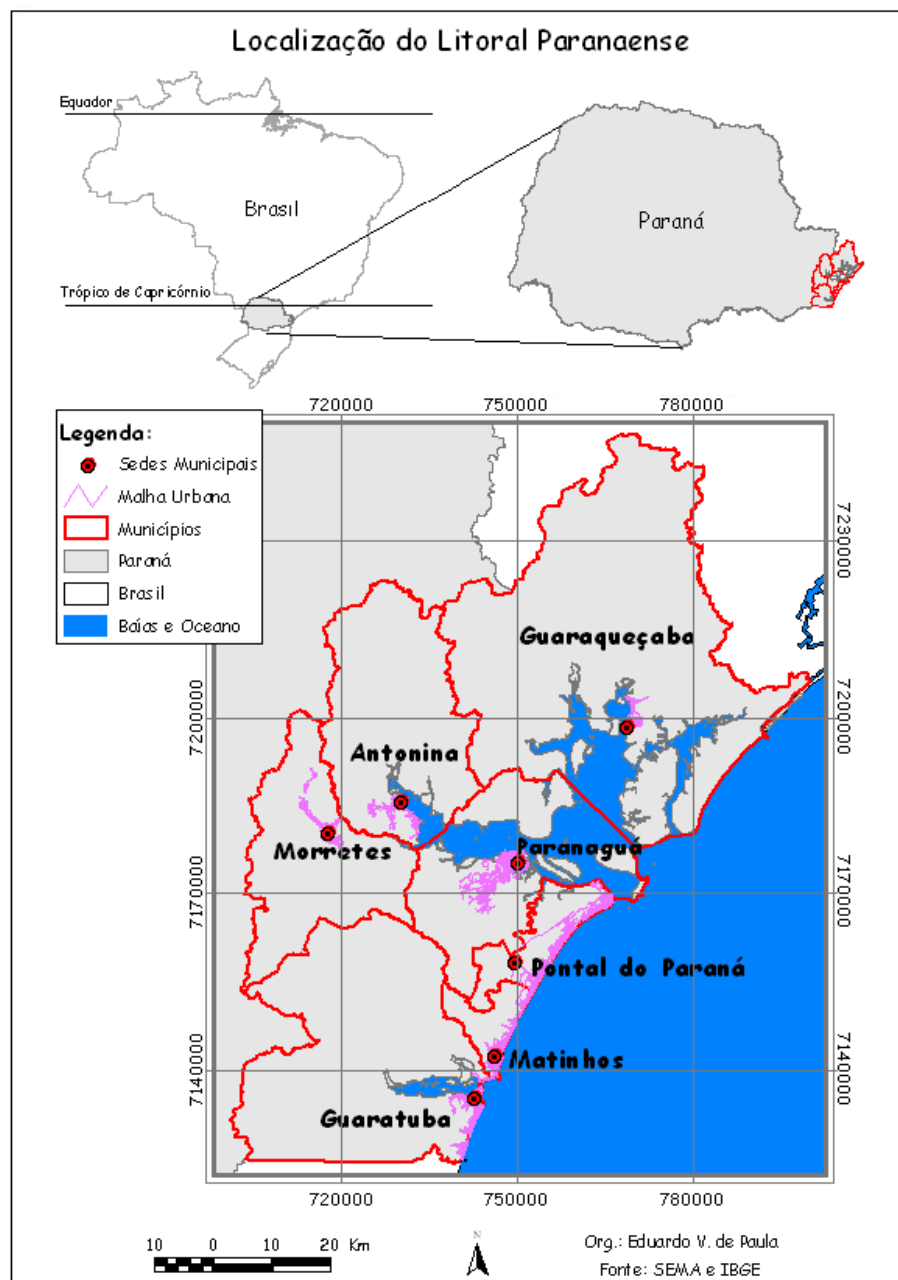 Localização do Litoral Paranaense
Equador
Brasil
Paraná
Trópico de Capricórnio
720000 750000 780000
Legenda:
Sedes Municipais
Malha Urbana
Municípios
Paraná
Brasil
Baías e Oceano
7230000
Guaraqueçaba
7200000 7200000
Antonina
Morretes
Paranaguá
7170000 7170000
Pontal do Paraná
Matinhos
7140000 7140000
Guaratuba
720000 750000 780000
10 0 10 20 Km
N
Org.: Eduardo V. de Paula
Fonte: SEMA e IBGE